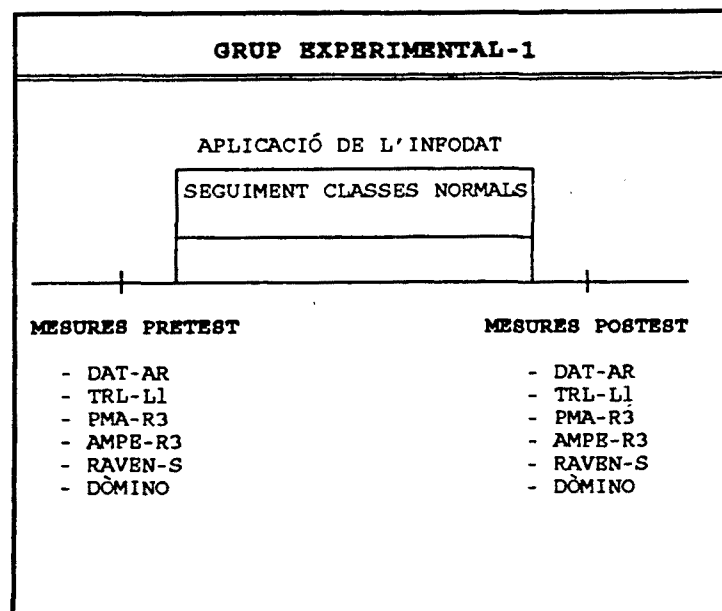 GRUP EXPERIMENTAL-1
APLICACIÓ DE L'INFODAT
SEGUIMENT CLASSES NORMALS
MESURES PRETEST
- DAT-AR
- TRL-L1
- PMA-R3
- AMPE-R3
- RAVEN-S
- DÒMINO
MESURES POSTEST
- DAT-AR
- TRL-L1
- PMA-R3
- AMPE-R3
- RAVEN-S
- DÒMINO